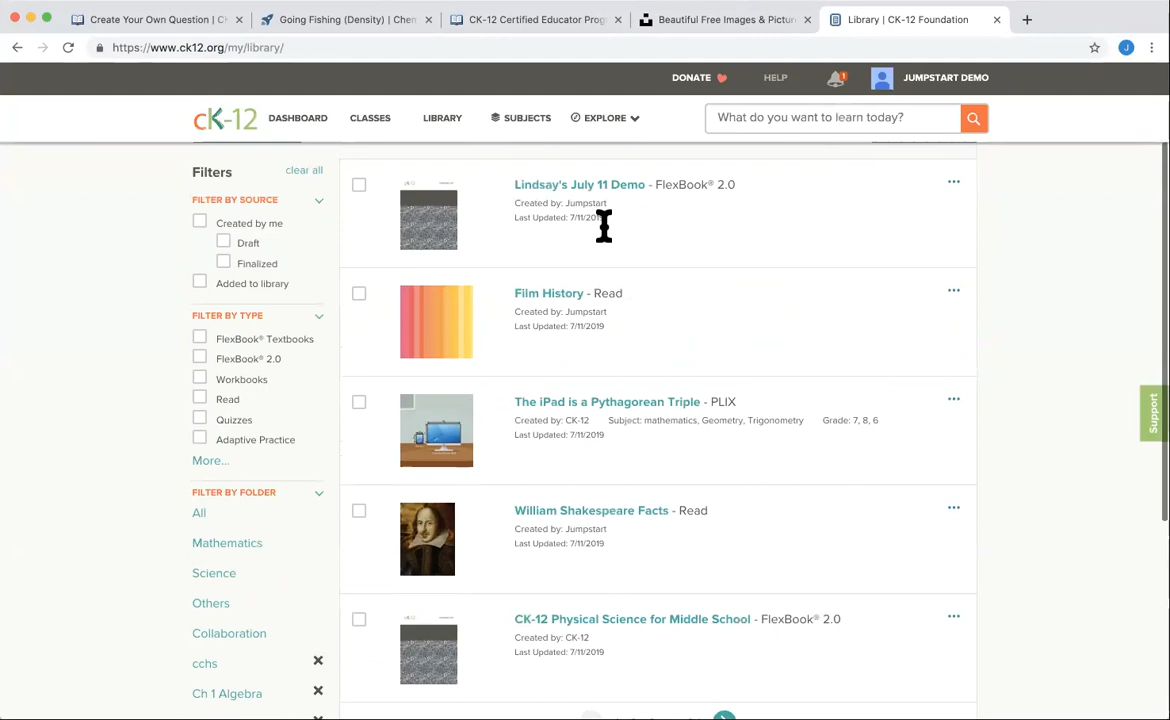 Create Your Own Question | C
Going Fishing (Density) | Chem
CK-12 Certified Educator Prog
Beautiful Free Images & Pictur
Library | CK-12 Foundation
https://www.ck12.org/my/library/
J
DONATE
HELP
1
JUMPSTART DEMO
cK-12
DASHBOARD
CLASSES
LIBRARY
SUBJECTS
EXPLORE
What do you want to learn today?
Filters
clear all
FILTER BY SOURCE
Created by me
Draft
Finalized
Added to library
FILTER BY TYPE
FlexBook® Textbooks
FlexBook® 2.0
Workbooks
Read
Quizzes
Adaptive Practice
More...
FILTER BY FOLDER
All
Mathematics
Science
Others
Collaboration
cchs
Ch 1 Algebra
Lindsay's July 11 Demo - FlexBook® 2.0
Created by: Jumpstart
Last Updated: 7/11/2019
Film History - Read
Created by: Jumpstart
Last Updated: 7/11/2019
The iPad is a Pythagorean Triple - PLIX
Created by: CK-12 Subject: mathematics, Geometry, Trigonometry Grade: 7, 8, 6
Last Updated: 7/11/2019
William Shakespeare Facts - Read
Created by: Jumpstart
Last Updated: 7/11/2019
CK-12 Physical Science for Middle School - FlexBook® 2.0
Created by: CK-12
Last Updated: 7/11/2019
Support